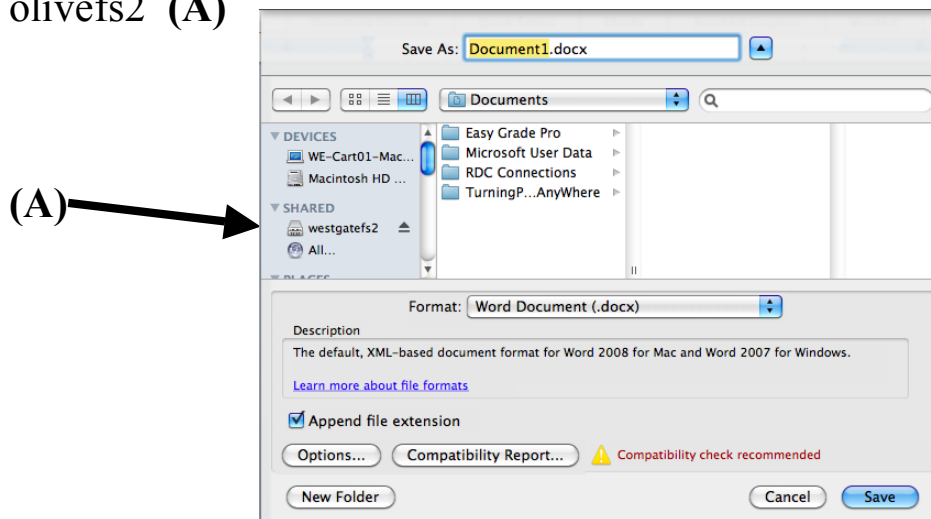 olivefs2 (A)
Save As: Document1.docx
Documents
DEVICES
WE-Cart01-Mac...
Macintosh HD ...
SHARED
westgatefs2
All...
PLACES
Easy Grade Pro
Microsoft User Data
RDC Connections
TurningP...AnyWhere
(A)
Format: Word Document (.docx)
Description
The default, XML-based document format for Word 2008 for Mac and Word 2007 for Windows.
Learn more about file formats
Append file extension
Options... Compatibility Report... Compatibility check recommended
New Folder Cancel Save